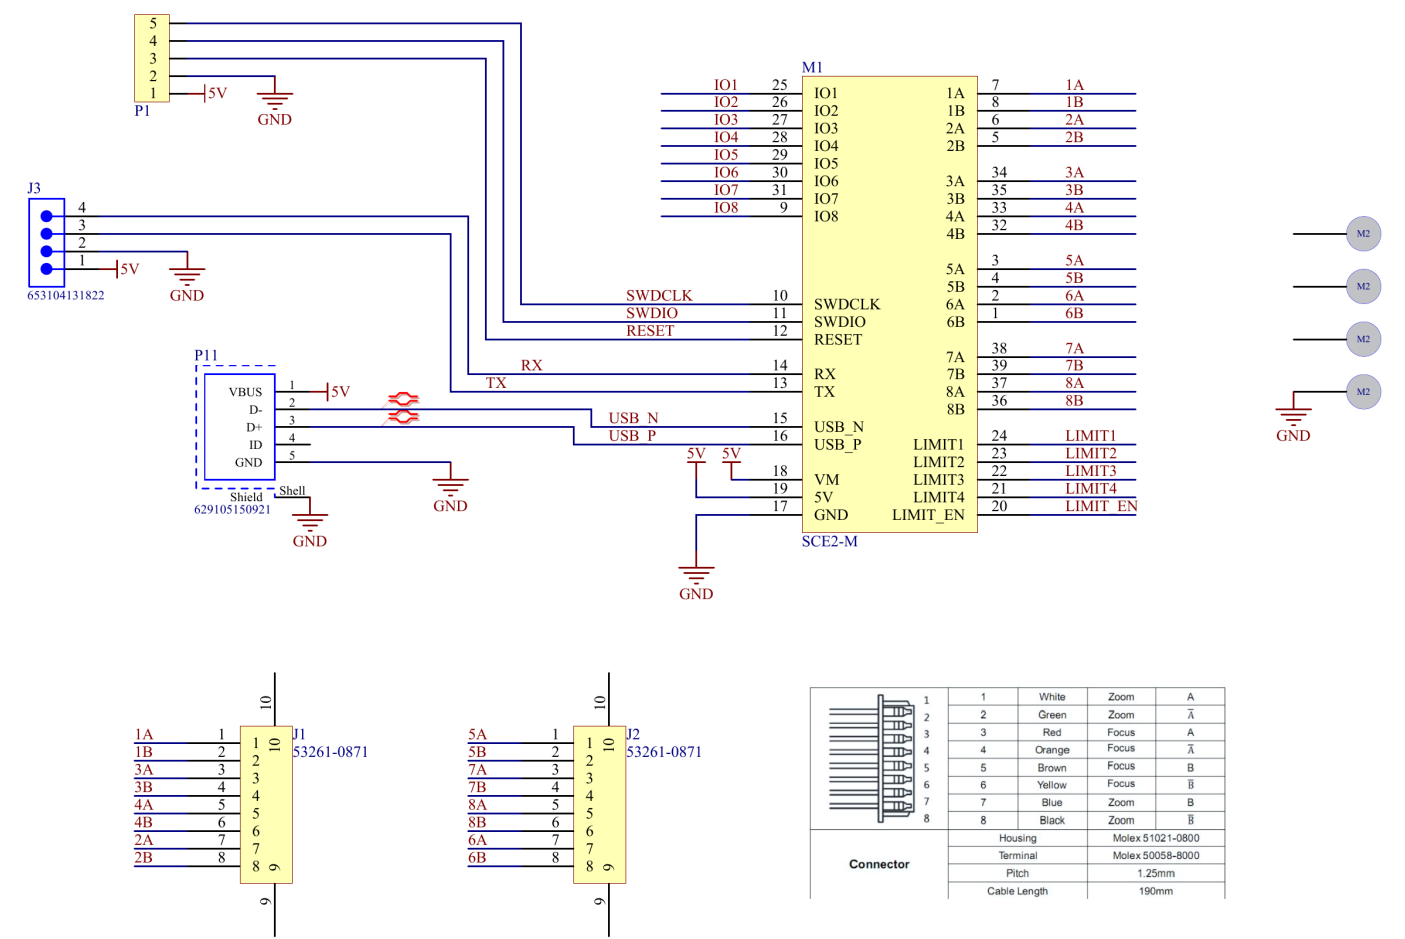 5
4
3
2
1
P1
5V
GND
J3
4
3
2
1
5V
GND
653104131822
P11
VBUS 1 5V
D- 2
D+ 3
ID 4
GND 5
Shield Shell
629105150921
GND
GND
M1
IO1 25 IO1
IO2 26 IO2
IO3 27 IO3
IO4 28 IO4
IO5 29 IO5
IO6 30 IO6
IO7 31 IO7
IO8 9 IO8
SWDCLK 10 SWDCLK
SWDIO 11 SWDIO
RESET 12 RESET
RX 14 RX
TX 13 TX
USB_N 15 USB_N
USB_P 16 USB_P
5V 5V
18 VM
19 5V
17 GND
GND
1A 7 1A
1B 8 1B
2A 6 2A
2B 5 2B
3A 34 3A
3B 35 3B
4A 33 4A
4B 32 4B
5A 3 5A
5B 4 5B
6A 2 6A
6B 1 6B
7A 38 7A
7B 39 7B
8A 37 8A
8B 36 8B
LIMIT1 24 LIMIT1
LIMIT2 23 LIMIT2
LIMIT3 22 LIMIT3
LIMIT4 21 LIMIT4
LIMIT_EN 20 LIMIT_EN
SCE2-M
M2
M2
M2
M2
GND
10
J1
53261-0871
10
1A 1 1
1B 2 2
3A 3 3
3B 4 4
4A 5 5
4B 6 6
2A 7 7
2B 8 8
9
9
10
J2
53261-0871
10
5A 1 1
5B 2 2
7A 3 3
7B 4 4
8A 5 5
8B 6 6
6A 7 7
6B 8 8
9
9
1
2
3
4
5
6
7
8
1 White Zoom A
2 Green Zoom A̅
3 Red Focus A
4 Orange Focus A̅
5 Brown Focus B
6 Yellow Focus B̅
7 Blue Zoom B
8 Black Zoom B̅
Connector
Housing Molex 51021-0800
Terminal Molex 50058-8000
Pitch 1.25mm
Cable Length 190mm